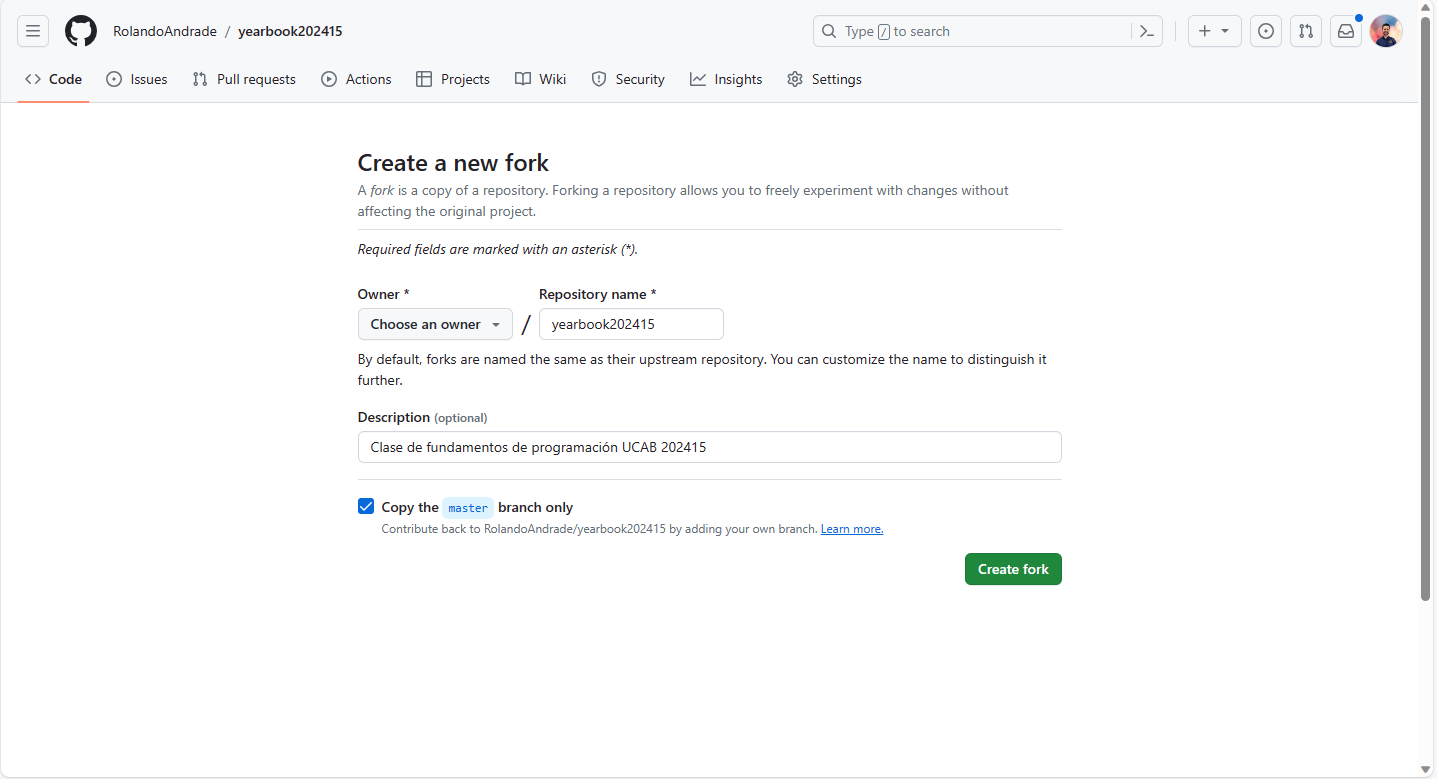 RolandoAndrade / yearbook202415
Type / to search
Code Issues Pull requests Actions Projects Wiki Security Insights Settings
Create a new fork
A fork is a copy of a repository. Forking a repository allows you to freely experiment with changes without
affecting the original project.
Required fields are marked with an asterisk (*).
Owner * Repository name *
Choose an owner / yearbook202415
By default, forks are named the same as their upstream repository. You can customize the name to distinguish it
further.
Description (optional)
Clase de fundamentos de programación UCAB 202415
Copy the master branch only
Contribute back to RolandoAndrade/yearbook202415 by adding your own branch. Learn more.
Create fork